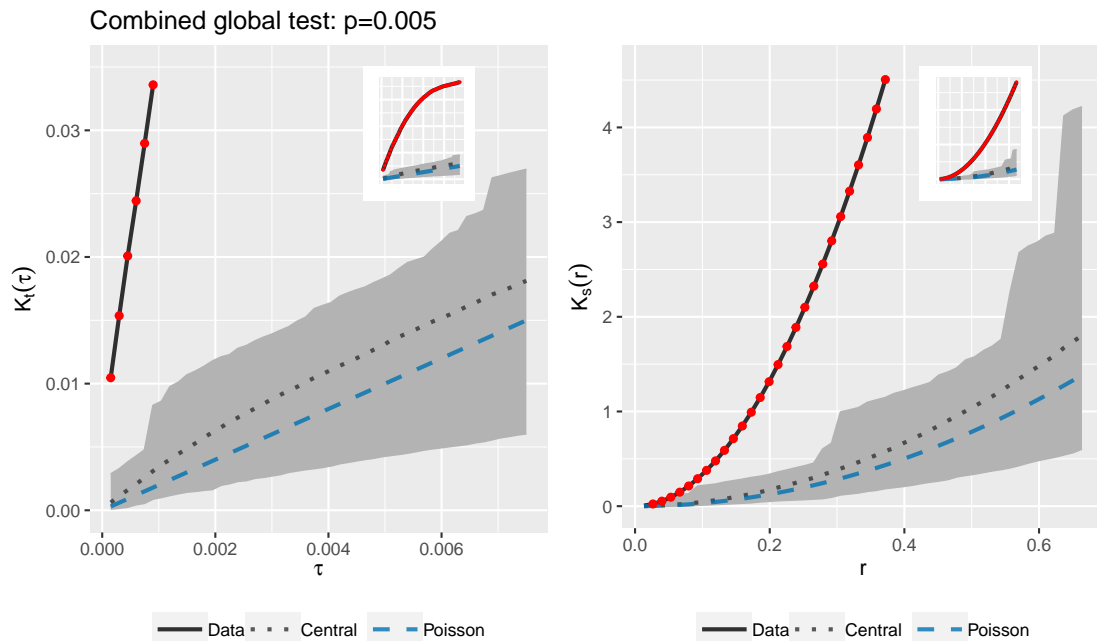 Combined global test: p=0.005
Kt(τ)
0.03
0.02
0.01
0.00
0.000 0.002 0.004 0.006
τ
Data Central Poisson
Ks(r)
4
3
2
1
0
0.0 0.2 0.4 0.6
r
Data Central Poisson